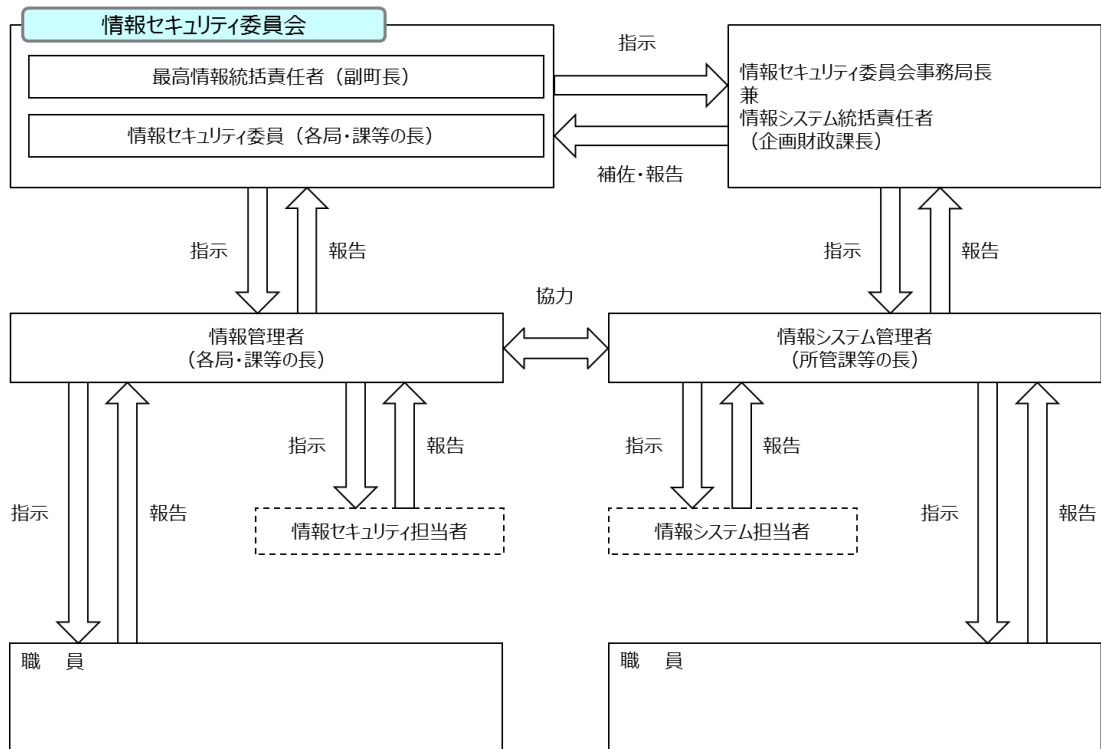 情報セキュリティ委員会
最高情報統括責任者（副町長）
情報セキュリティ委員（各局・課等の長）
指示
補佐・報告
情報セキュリティ委員会事務局長
兼
情報システム統括責任者
（企画財政課長）
指示
報告
指示
報告
情報管理者
（各局・課等の長）
協力
情報システム管理者
（所管課等の長）
指示
報告
指示
報告
指示
報告
指示
報告
情報セキュリティ担当者
情報システム担当者
職　員
職　員